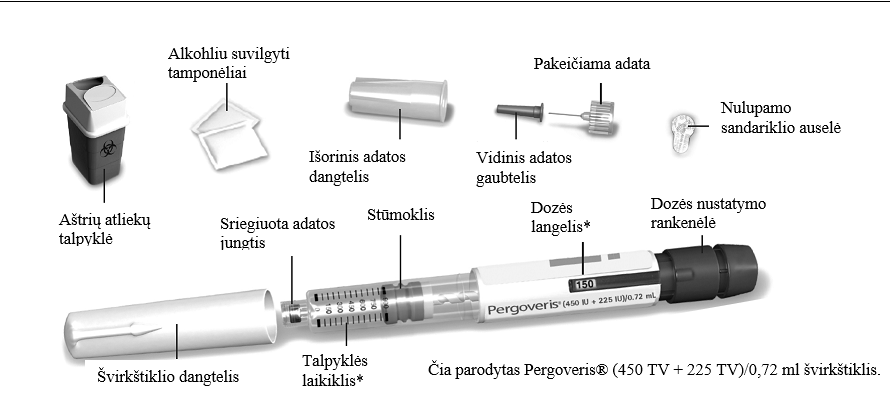 Alkohliu suvilgyti
tamponėliai
Pakeičiama adata
Nulupamo
sandariklio auselė
Išorinis adatos
dangtelis
Vidinis adatos
gaubtelis
Aštrių atliekų
talpyklė
Sriegiuota adatos
jungtis
Stūmoklis
Dozės
langelis*
Dozės nustatymo
rankenėlė
150
Pergoveris® (450 IU + 225 IU)/0.72 mL
Švirkštiklio dangtelis
Talpyklės
laikiklis*
Čia parodytas Pergoveris® (450 TV + 225 TV)/0,72 ml švirkštiklis.